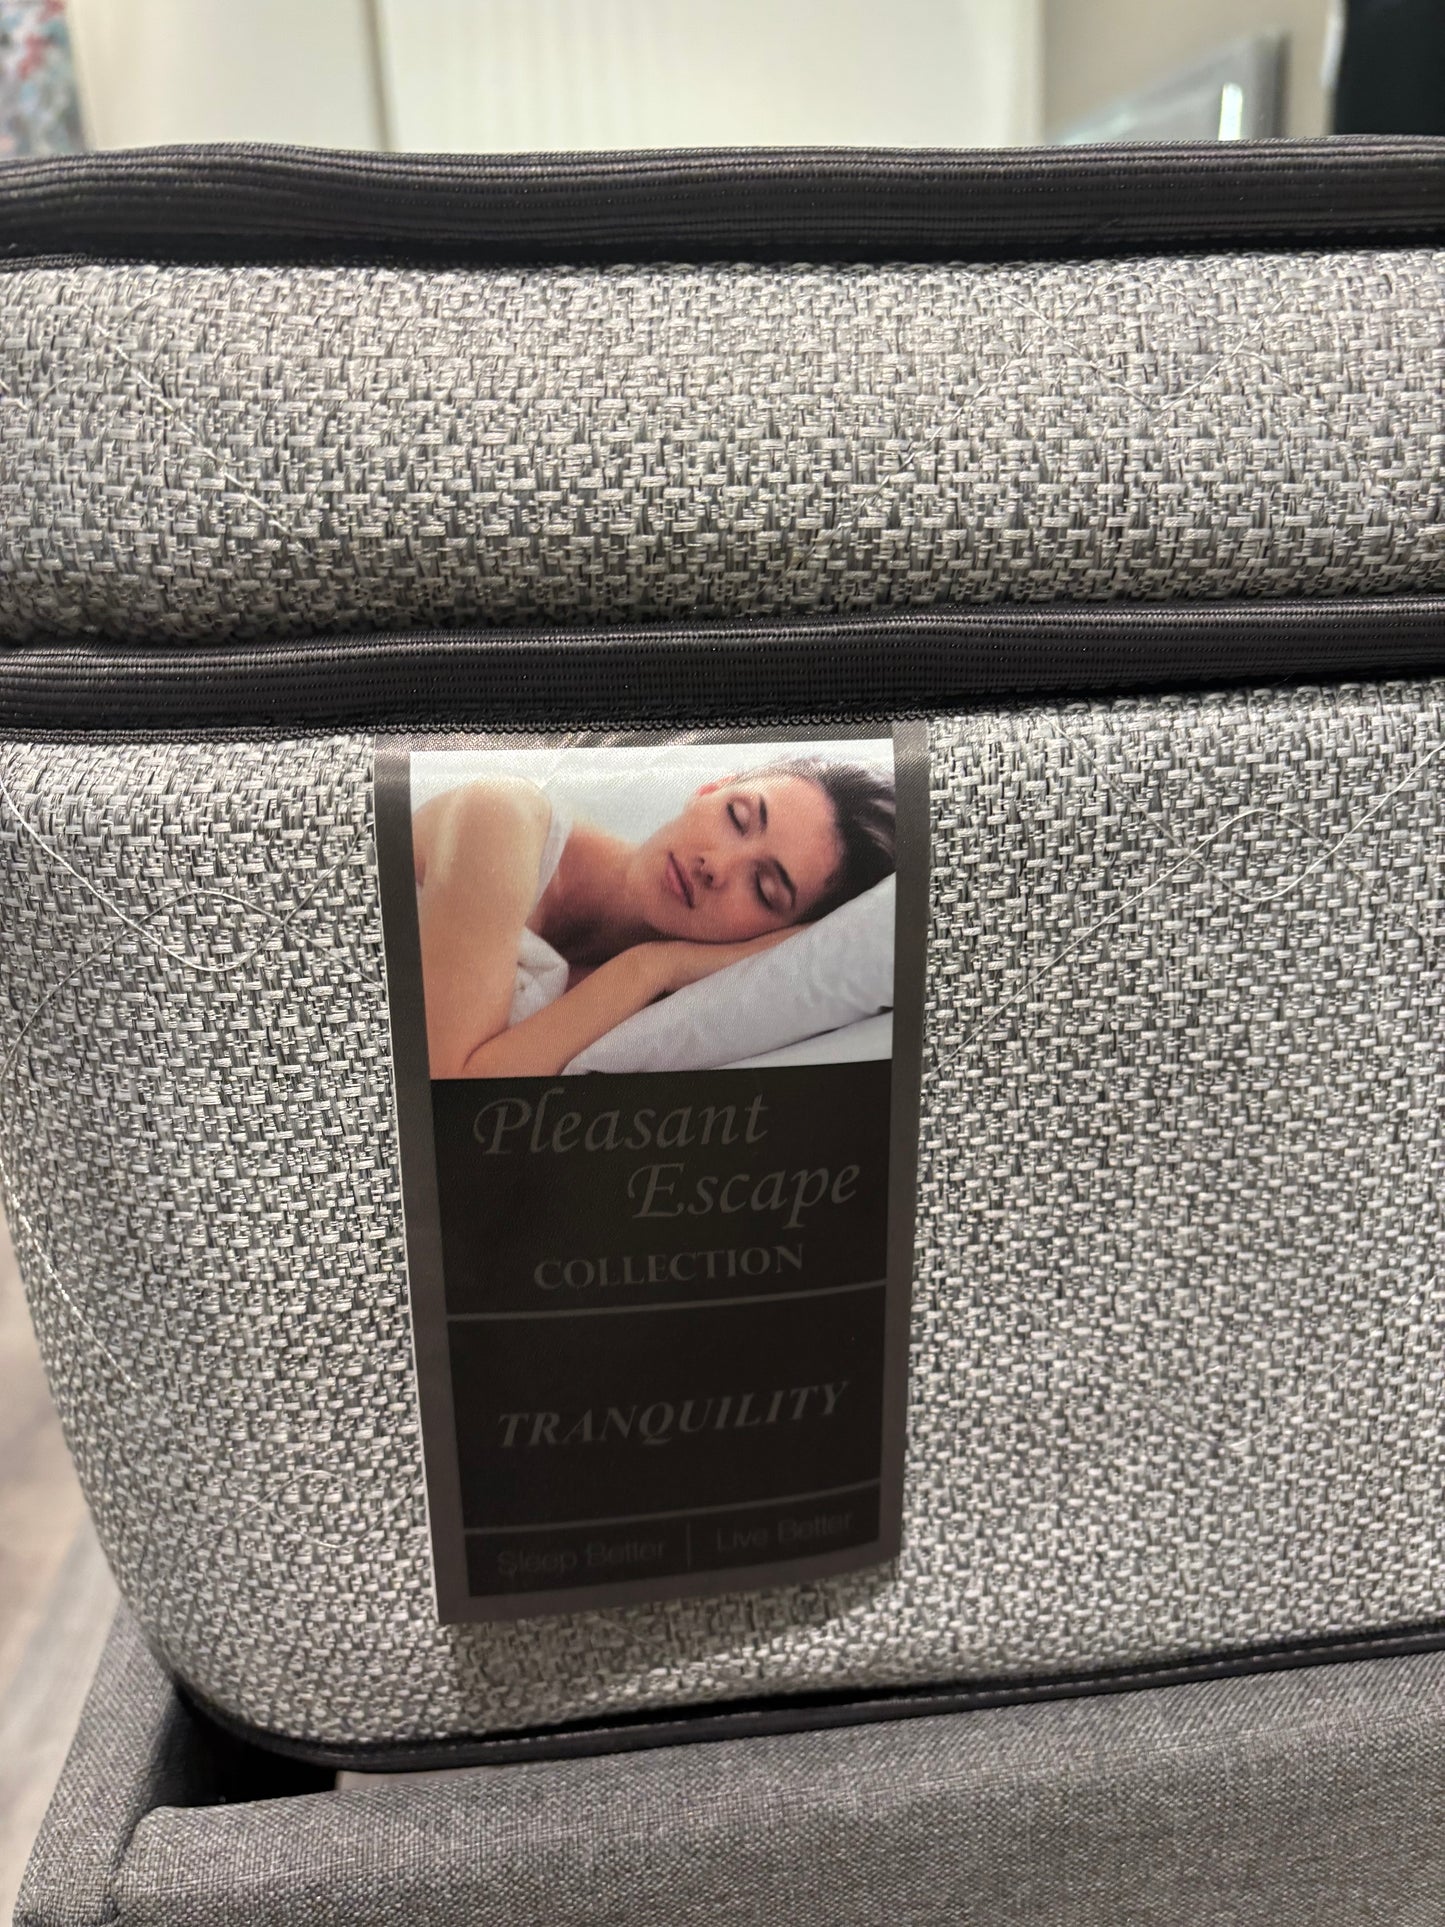 Pleasant
Escape
COLLECTION
TRANQUILITY
Sleep Better | Live Better